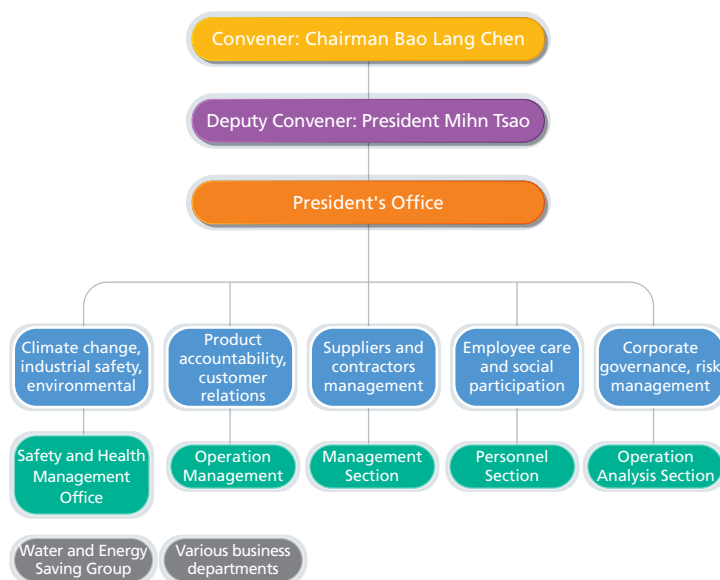 Convener: Chairman Bao Lang Chen
Deputy Convener: President Mihn Tsao
President's Office
Climate change,
industrial safety,
environmental
Product
accountability,
customer
relations
Suppliers and
contractors
management
Employee care
and social
participation
Corporate
governance, risk
management
Safety and Health
Management
Office
Operation
Management
Management
Section
Personnel
Section
Operation
Analysis Section
Water and Energy
Saving Group
Various business
departments